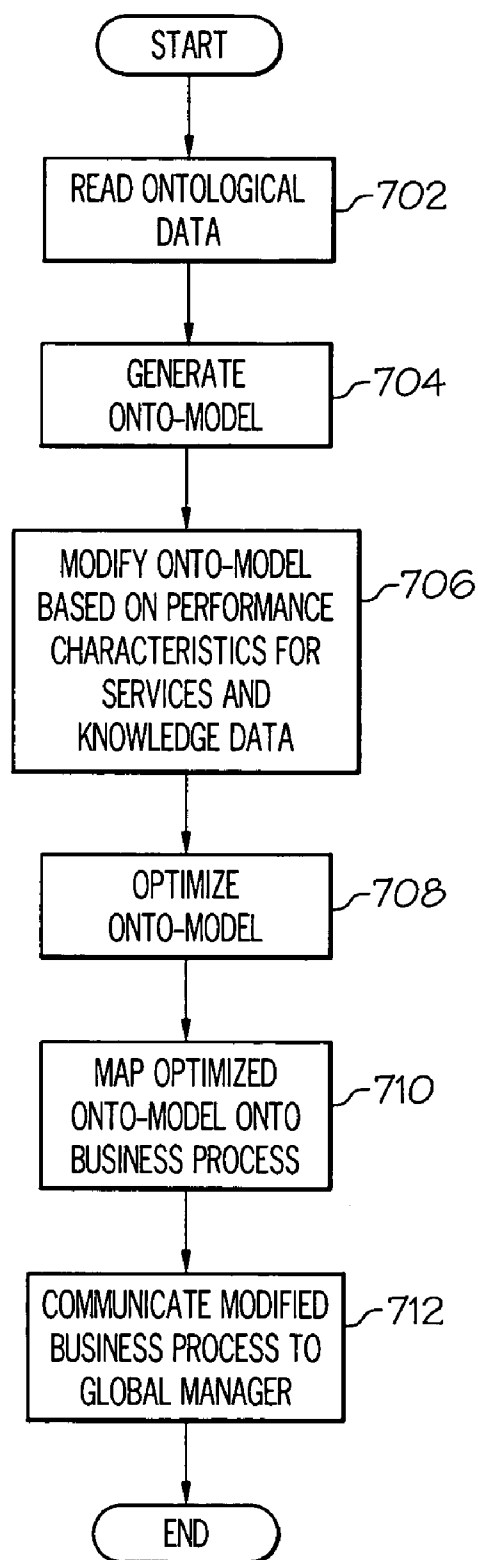 START
READ ONTOLOGICAL
DATA
702
GENERATE
ONTO-MODEL
704
MODIFY ONTO-MODEL
BASED ON PERFORMANCE
CHARACTERISTICS FOR
SERVICES AND
KNOWLEDGE DATA
706
OPTIMIZE
ONTO-MODEL
708
MAP OPTIMIZED
ONTO-MODEL ONTO
BUSINESS PROCESS
710
COMMUNICATE MODIFIED
BUSINESS PROCESS TO
GLOBAL MANAGER
712
END